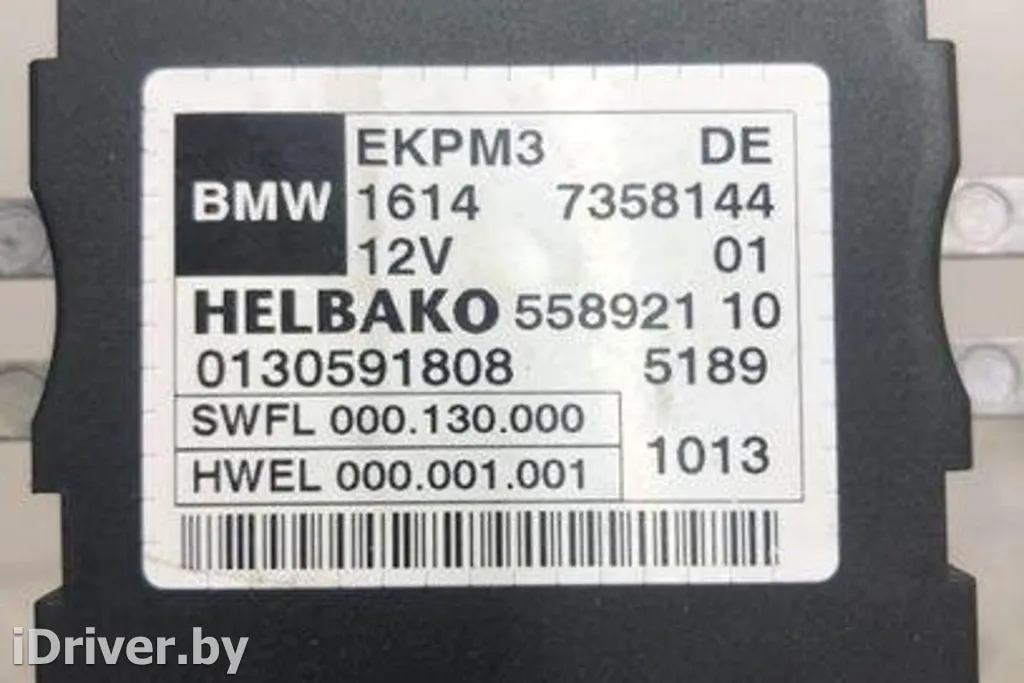 EKPM3 DE
BMW 1614 7358144
12V 01
HELBAKO 558921 10
0130591808 5189
SWFL 000.130.000
HWEL 000.001.001
1013
iDriver.by